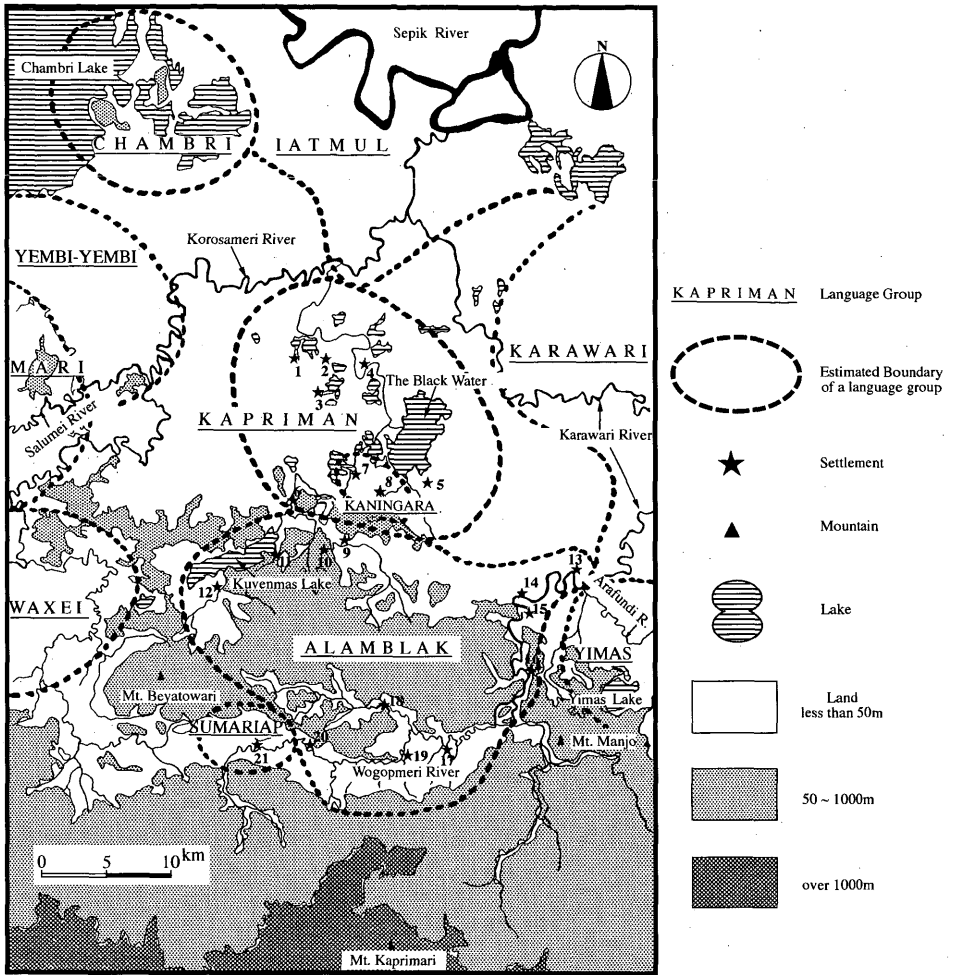 Sepik River
N
Chambri Lake
CHAMBRI
IATMUL
Korosameri River
YEMBI-YEMBI
KAPRIMAN
Language Group
MARI
KARAWARI
1
2
4
The Black Water
3
Estimated Boundary
of a language group
Salumei River
KAPRIMAN
Karawari River
7
5
8
Settlement
KANINGARA
Mountain
9
11
10
13
Kuvenmas Lake
14
12
Arafundi R.
15
Lake
WAXEI
ALAMBLAK
YIMAS
Mt. Beyatowari
Yimas Lake
18
Land
less than 50m
SUMARIAP
20
Mt. Manjo
21
19
17
Wogopmeri River
50 ~ 1000m
0 5 10 km
over 1000m
Mt. Kaprimari